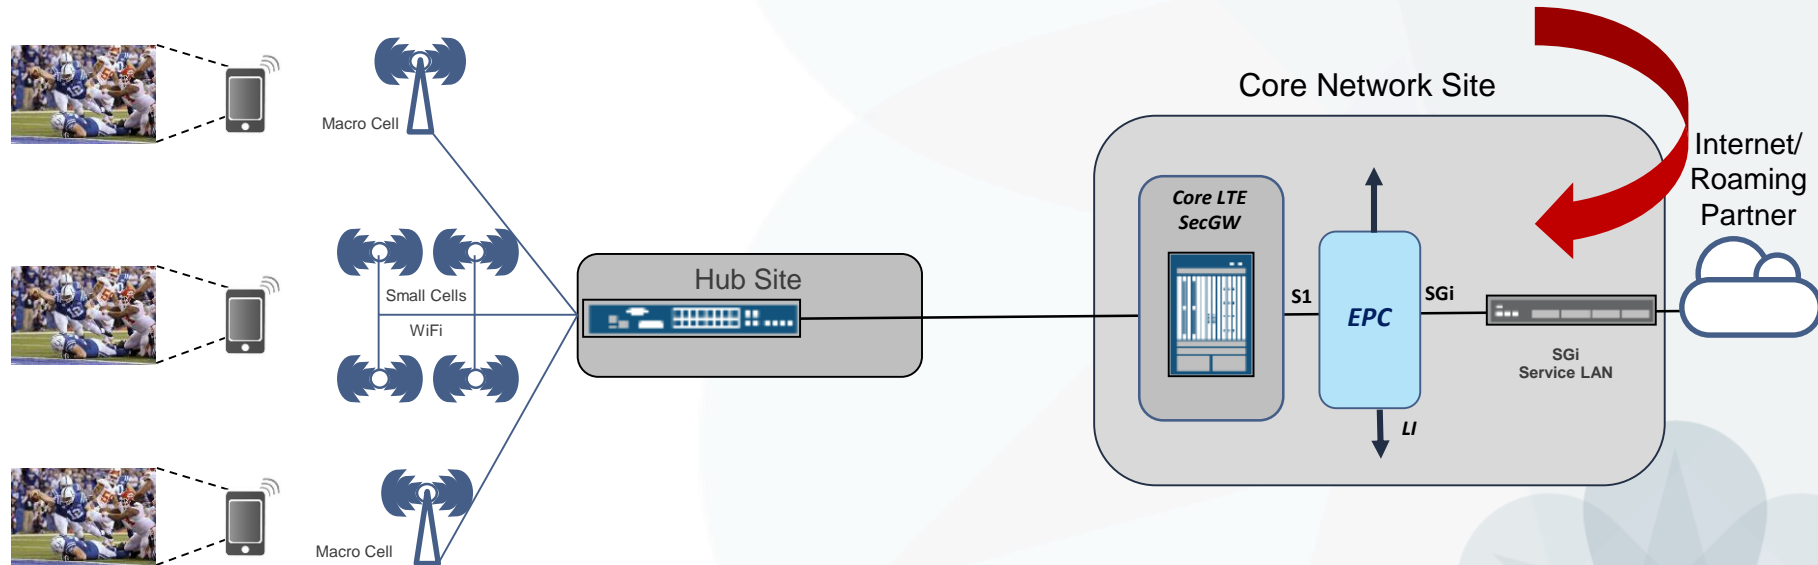 Core Network Site
Macro Cell
Internet/
Roaming
Partner
Core LTE
SecGW
Hub Site
Small Cells
WiFi
S1
EPC
SGi
SGi
Service LAN
LI
Macro Cell